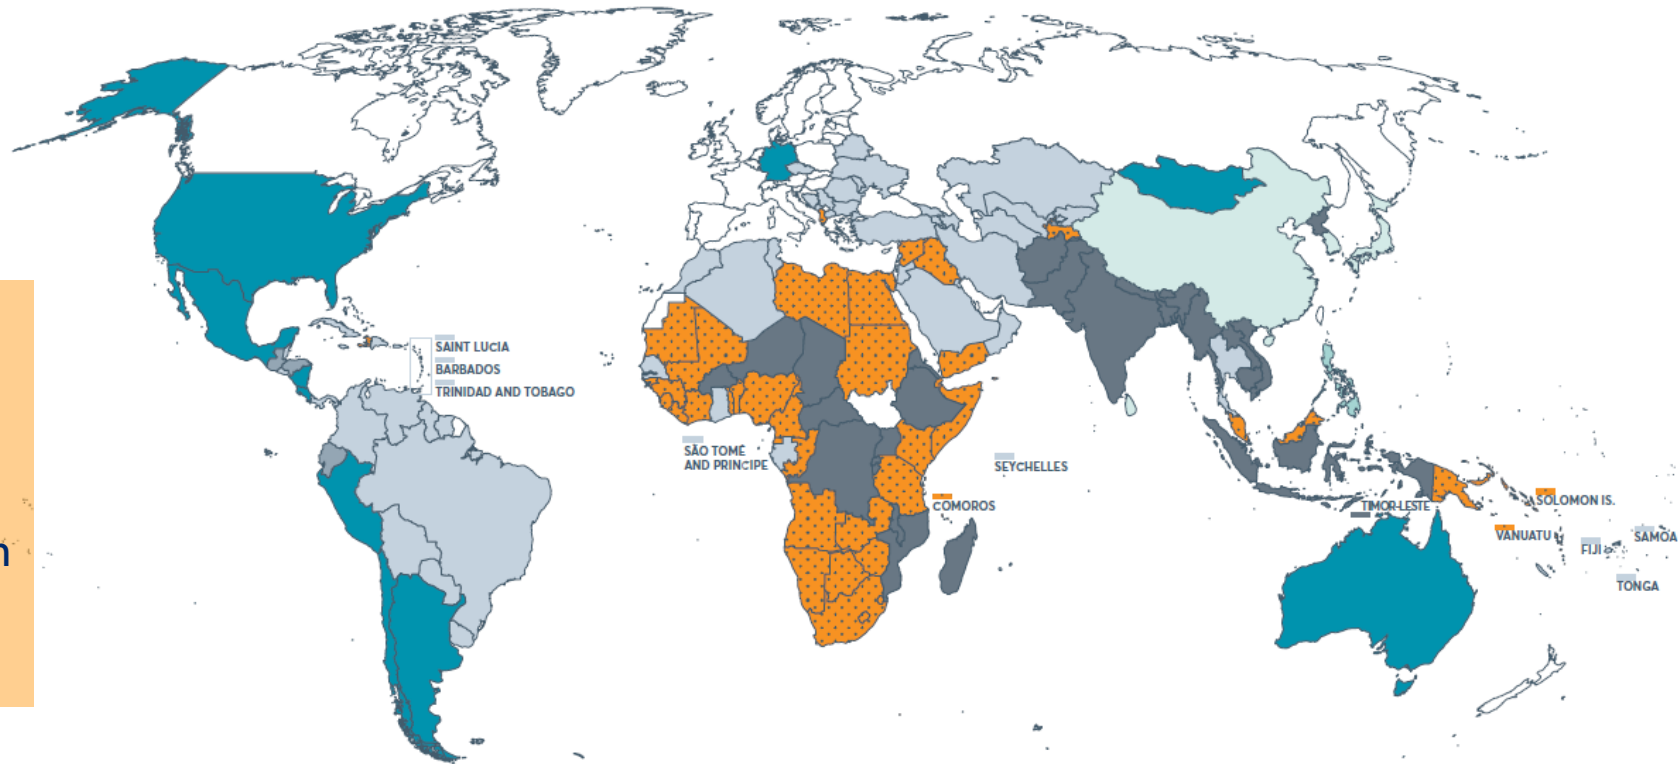 SAINT LUCIA
BARBADOS
TRINIDAD AND TOBAGO
SÃO TOMÉ
AND PRINCIPE
SEYCHELLES
COMOROS
TIMOR-LESTE
SOLOMON IS.
VANUATU
FIJI
SAMOA
TONGA
n